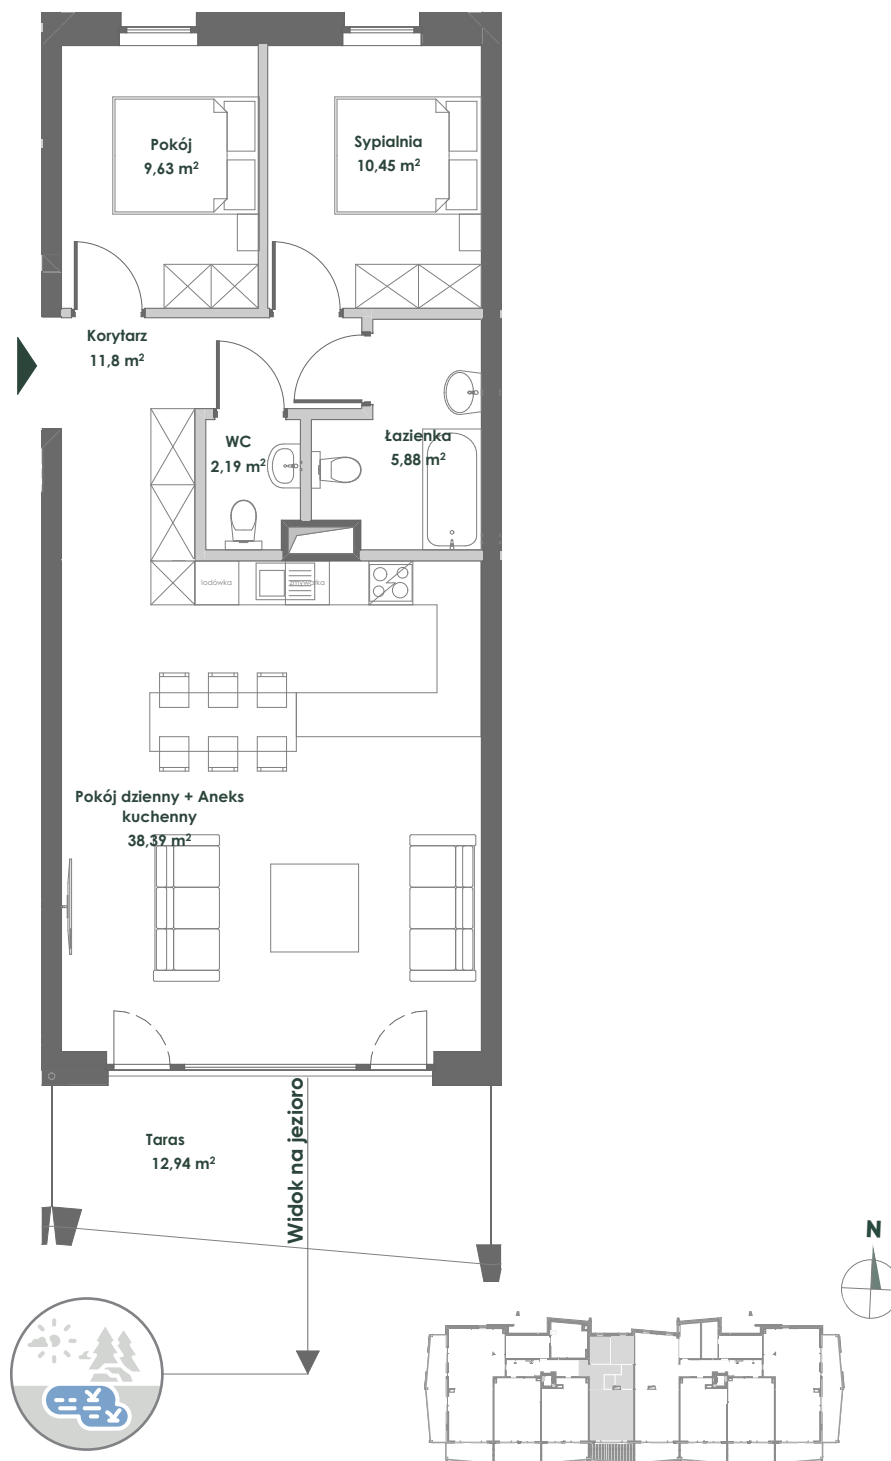 Pokój
9,63 m²
Sypialnia
10,45 m²
Korytarz
11,8 m²
WC
2,19 m²
Łazienka
5,88 m²
lodówka
zmywarka
Pokój dzienny + Aneks
kuchenny
38,39 m²
Taras
12,94 m²
Widok na jezioro
N